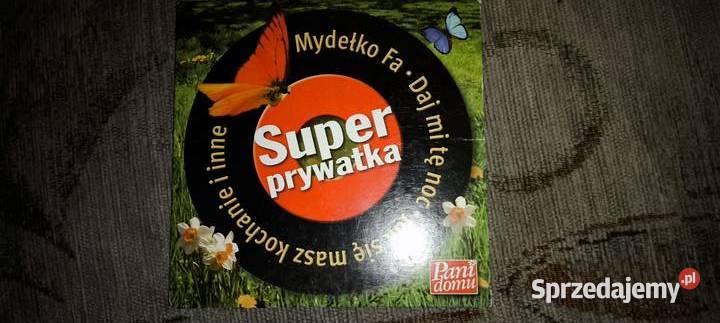 Mydełko Fa • Daj mi tę noc
się masz kochanie i inne
Super
prywatka
Pani
domu
Sprzedajemy.pl